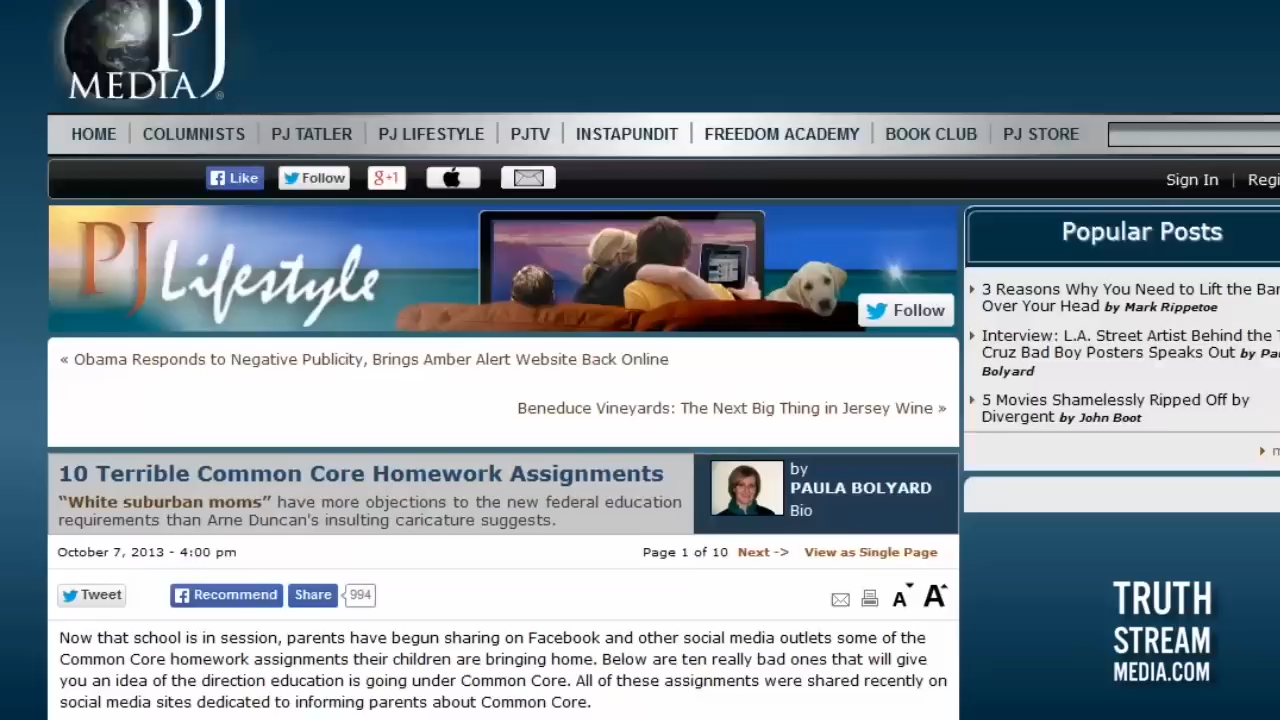 PJ
MEDIA
HOME
COLUMNISTS
PJ TATLER
PJ LIFESTYLE
PJTV
INSTAPUNDIT
FREEDOM ACADEMY
BOOK CLUB
PJ STORE
Like
Follow
g+1
Sign In
PJ Lifestyle
Follow
Popular Posts
3 Reasons Why You Need to Lift the Bar
Over Your Head by Mark Rippetoe
Interview: L.A. Street Artist Behind the
Cruz Bad Boy Posters Speaks Out by
Bolyard
5 Movies Shamelessly Ripped Off by
Divergent by John Boot
« Obama Responds to Negative Publicity, Brings Amber Alert Website Back Online
Beneduce Vineyards: The Next Big Thing in Jersey Wine »
10 Terrible Common Core Homework Assignments
“White suburban moms” have more objections to the new federal education
requirements than Arne Duncan's insulting caricature suggests.
by
PAULA BOLYARD
Bio
October 7, 2013 - 4:00 pm
Page 1 of 10 Next -> View as Single Page
Tweet
Recommend
Share
994
A A
Now that school is in session, parents have begun sharing on Facebook and other social media outlets some of the
Common Core homework assignments their children are bringing home. Below are ten really bad ones that will give
you an idea of the direction education is going under Common Core. All of these assignments were shared recently on
social media sites dedicated to informing parents about Common Core.
TRUTH
STREAM
MEDIA.COM